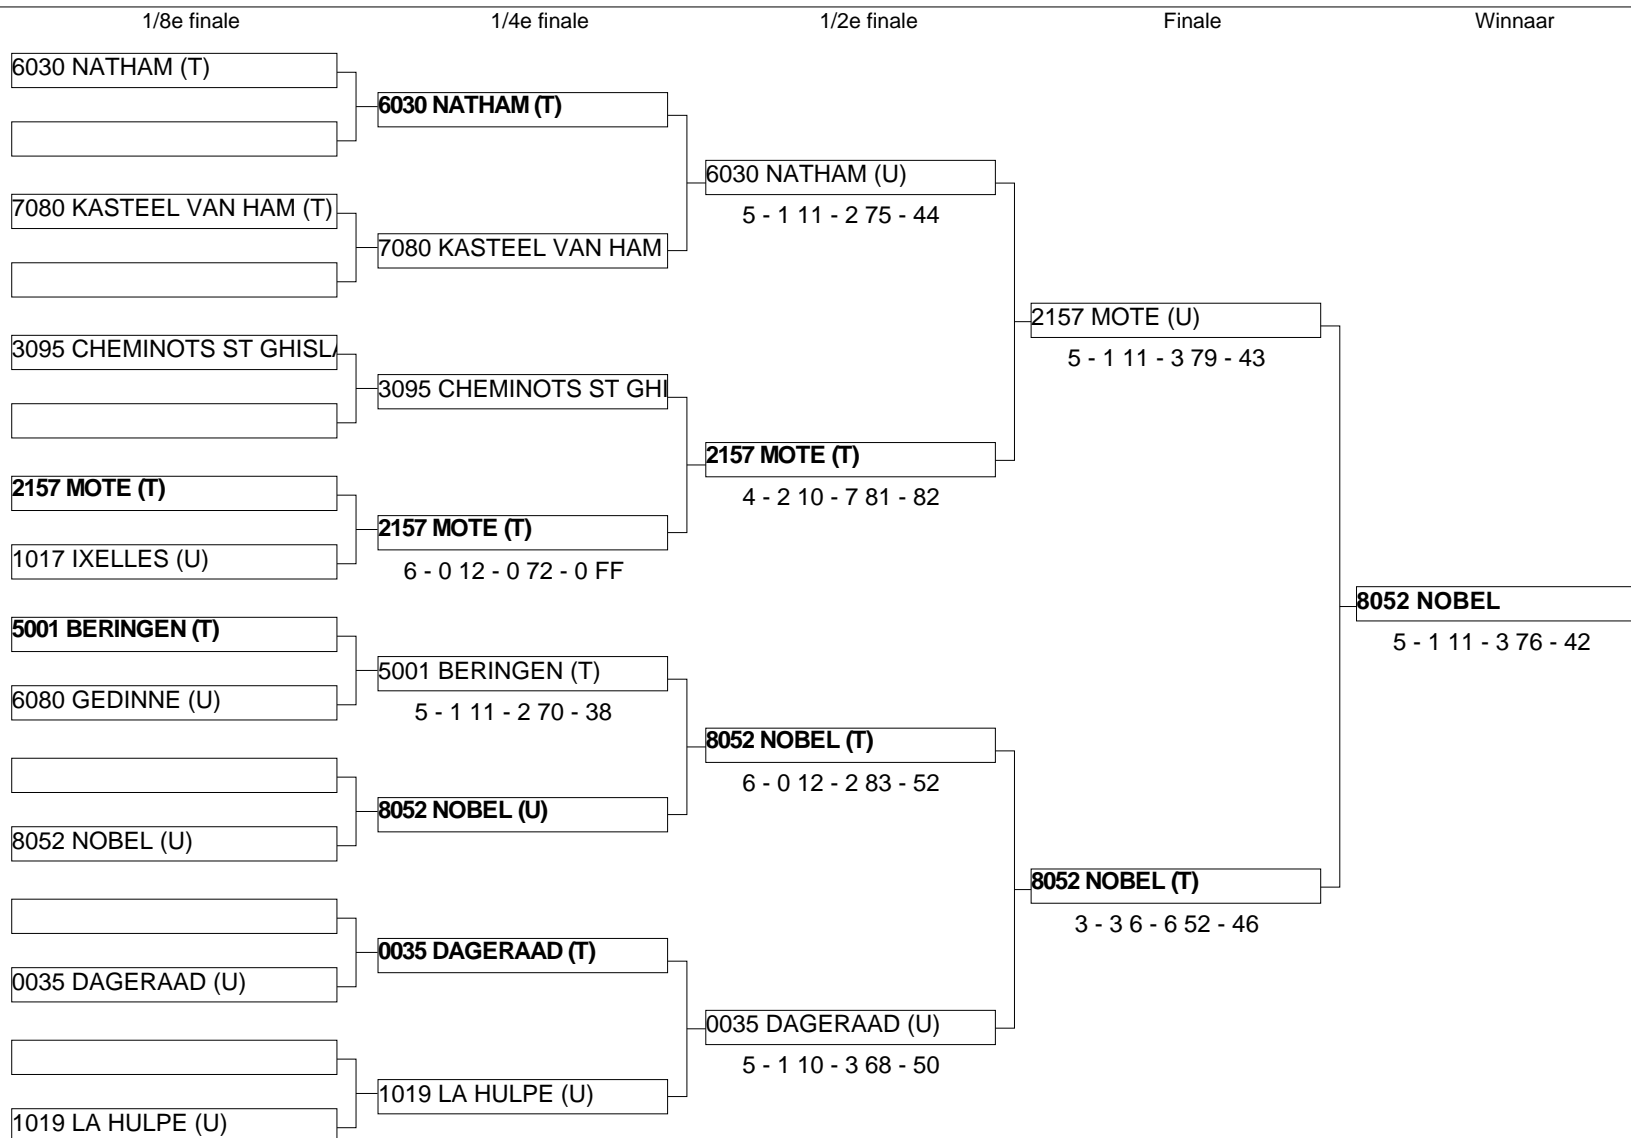 1/8e finale
1/4e finale
1/2e finale
Finale
Winnaar
6030 NATHAM (T)
7080 KASTEEL VAN HAM (T)
3095 CHEMINOTS ST GHISLA
2157 MOTE (T)
1017 IXELLES (U)
5001 BERINGEN (T)
6080 GEDINNE (U)
8052 NOBEL (U)
0035 DAGERAAD (U)
1019 LA HULPE (U)
6030 NATHAM (T)
7080 KASTEEL VAN HAM
3095 CHEMINOTS ST GHI
2157 MOTE (T)
6 - 0 12 - 0 72 - 0 FF
5001 BERINGEN (T)
5 - 1 11 - 2 70 - 38
8052 NOBEL (U)
0035 DAGERAAD (T)
1019 LA HULPE (U)
6030 NATHAM (U)
5 - 1 11 - 2 75 - 44
2157 MOTE (T)
4 - 2 10 - 7 81 - 82
8052 NOBEL (T)
6 - 0 12 - 2 83 - 52
0035 DAGERAAD (U)
5 - 1 10 - 3 68 - 50
2157 MOTE (U)
5 - 1 11 - 3 79 - 43
8052 NOBEL (T)
3 - 3 6 - 6 52 - 46
8052 NOBEL
5 - 1 11 - 3 76 - 42